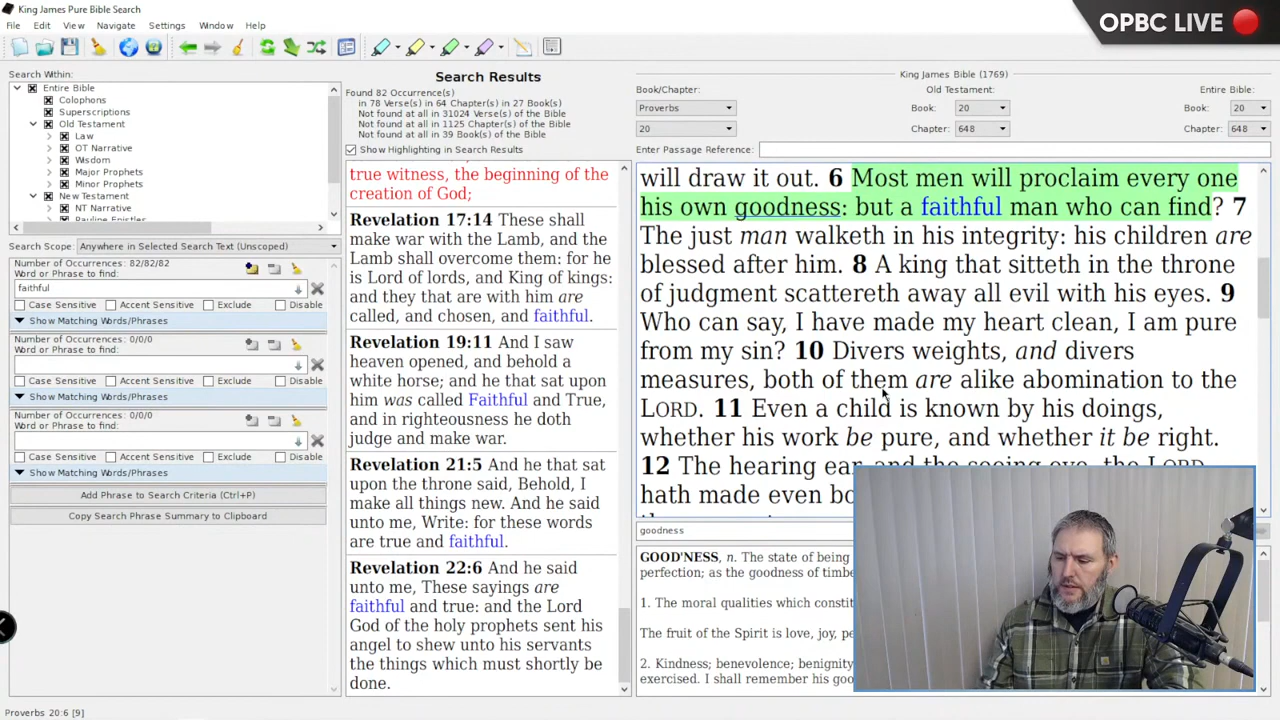 King James Pure Bible Search
OPBC LIVE
File Edit View Navigate Settings Window Help
Search Within:
Entire Bible
Colophons
Superscriptions
Old Testament
Law
OT Narrative
Wisdom
Major Prophets
Minor Prophets
New Testament
NT Narrative
Pauline Epistles
Search Scope: Anywhere in Selected Search Text (Unscoped)
Number of Occurrences: 82/82/82
Word or Phrase to find:
faithful
Case Sensitive Accent Sensitive Exclude Disable
Show Matching Words/Phrases
Number of Occurrences: 0/0/0
Word or Phrase to find:
Case Sensitive Accent Sensitive Exclude Disable
Show Matching Words/Phrases
Number of Occurrences: 0/0/0
Word or Phrase to find:
Case Sensitive Accent Sensitive Exclude Disable
Show Matching Words/Phrases
Add Phrase to Search Criteria (Ctrl+P)
Copy Search Phrase Summary to Clipboard
Search Results
Found 82 Occurrence(s)
in 78 Verse(s) in 64 Chapter(s) in 27 Book(s)
Not found at all in 31024 Verse(s) of the Bible
Not found at all in 1125 Chapter(s) of the Bible
Not found at all in 39 Book(s) of the Bible
Show Highlighting in Search Results
true witness, the beginning of the
creation of God;
Revelation 17:14 These shall
make war with the Lamb, and the
Lamb shall overcome them: for he
is Lord of lords, and King of kings:
and they that are with him are
called, and chosen, and faithful.
Revelation 19:11 And I saw
heaven opened, and behold a
white horse; and he that sat upon
him was called Faithful and True,
and in righteousness he doth
judge and make war.
Revelation 21:5 And he that sat
upon the throne said, Behold, I
make all things new. And he said
unto me, Write: for these words
are true and faithful.
Revelation 22:6 And he said
unto me, These sayings are
faithful and true: and the Lord
God of the holy prophets sent his
angel to shew unto his servants
the things which must shortly be
done.
King James Bible (1769)
Book/Chapter: Old Testament: Entire Bible:
Proverbs Book: 20 Book: 20
20 Chapter: 648 Chapter: 648
Enter Passage Reference:
will draw it out. 6 Most men will proclaim every one
his own goodness: but a faithful man who can find? 7
The just man walketh in his integrity: his children are
blessed after him. 8 A king that sitteth in the throne
of judgment scattereth away all evil with his eyes. 9
Who can say, I have made my heart clean, I am pure
from my sin? 10 Divers weights, and divers
measures, both of them are alike abomination to the
LORD. 11 Even a child is known by his doings,
whether his work be pure, and whether it be right.
12 The hearing ear, and the seeing eye, the LORD
hath made even
goodness
GOOD'NESS, n. The state of being
perfection; as the goodness of
1. The moral qualities which
The fruit of the Spirit is love, joy,
2. Kindness; benevolence; benignity
exercised. I shall remember his
Proverbs 20:6 [9]